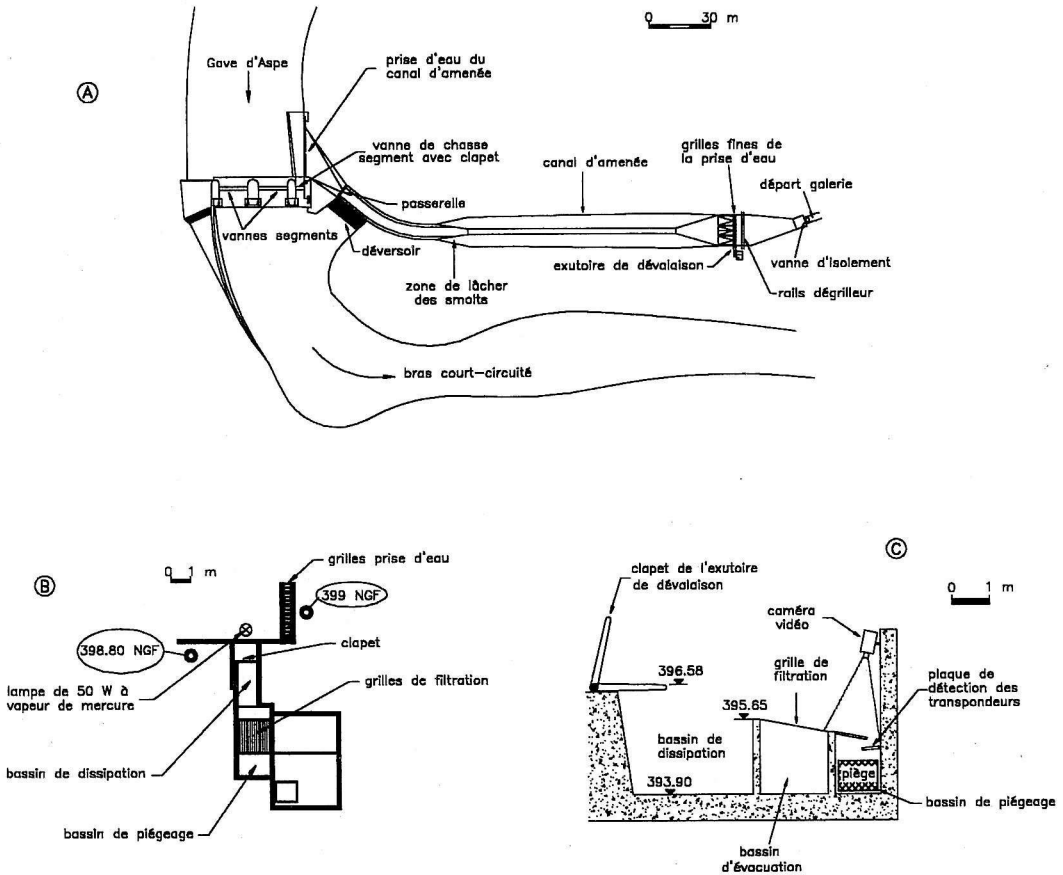 0 30 m
Gave d'Aspe
prise d'eau du
canal d'amenée
A
vanne de chasse
segment avec clapet
canal d'amenée
grilles fines de
la prise d'eau
départ galerie
passerelle
vannes segments
déversoir
exutoire de dévalaison
vanne d'isolement
zone de lâcher
des smolts
rails dégrilleur
bras court-circuité
B
0 1 m
grilles prise d'eau
399 NGF
398.80 NGF
clapet
lampe de 50 W à
vapeur de mercure
grilles de filtration
bassin de dissipation
bassin de piégeage
C
clapet de l'exutoire
de dévalaison
0 1 m
caméra
vidéo
396.58
grille de
filtration
plaque de
détection des
transpondeurs
395.65
bassin de
dissipation
393.90
piège
bassin de piégeage
bassin
d'évacuation